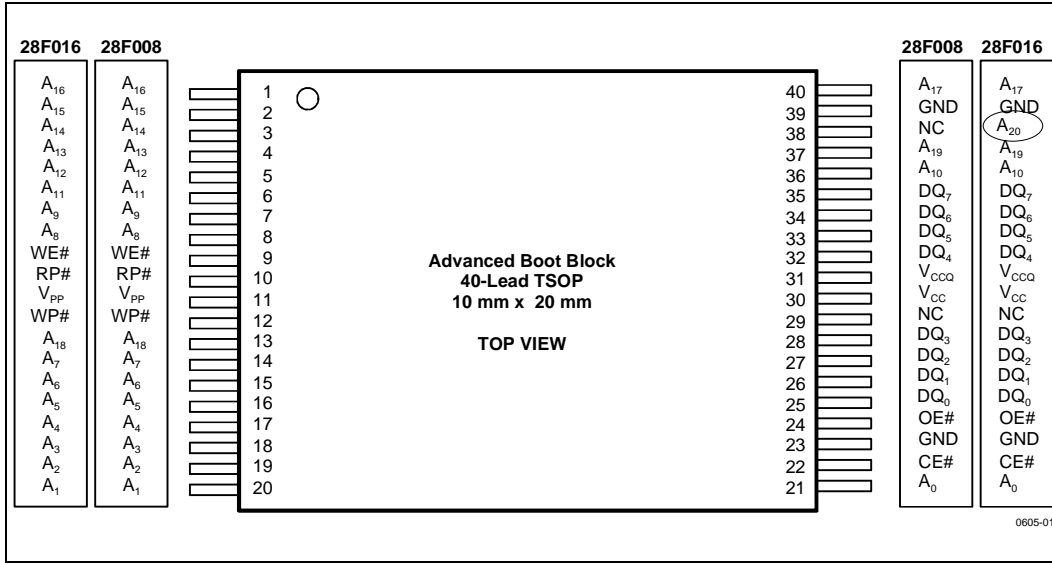 28F016 28F008 28F008 28F016
A₁₆ A₁₆ 1 40 A₁₇ A₁₇
A₁₅ A₁₅ 2 39 GND GND
A₁₄ A₁₄ 3 38 NC A₂₀
A₁₃ A₁₃ 4 37 A₁₉ A₁₉
A₁₂ A₁₂ 5 36 A₁₀ A₁₀
A₁₁ A₁₁ 6 35 DQ₇ DQ₇
A₉ A₉ 7 34 DQ₆ DQ₆
A₈ A₈ 8 33 DQ₅ DQ₅
WE# WE# 9 32 DQ₄ DQ₄
RP# RP# 10 31 V_CCQ V_CCQ
V_PP V_PP 11 30 V_CC V_CC
WP# WP# 12 29 NC NC
A₁₈ A₁₈ 13 28 DQ₃ DQ₃
A₇ A₇ 14 27 DQ₂ DQ₂
A₆ A₆ 15 26 DQ₁ DQ₁
A₅ A₅ 16 25 DQ₀ DQ₀
A₄ A₄ 17 24 OE# OE#
A₃ A₃ 18 23 GND GND
A₂ A₂ 19 22 CE# CE#
A₁ A₁ 20 21 A₀ A₀
Advanced Boot Block
40-Lead TSOP
10 mm x 20 mm
TOP VIEW
0605-01